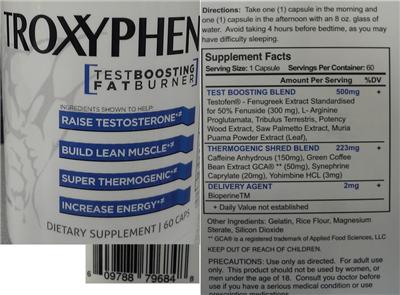 TROXYPHEN
TESTBOOSTING
FATBURNER
INGREDIENTS SHOWN TO HELP:
RAISE TESTOSTERONE+‡
BUILD LEAN MUSCLE+‡
SUPER THERMOGENIC+‡
INCREASE ENERGY+‡
DIETARY SUPPLEMENT | 60 CAPS
6 09788 79684 8
Directions: Take one (1) capsule in the morning and
one (1) capsule in the afternoon with an 8 oz. glass of
water. Avoid taking 4 hours before bedtime, as you may
have difficulty sleeping.
Supplement Facts
Serving Size: 1 Capsule Servings Per Container: 60
Amount Per Serving %DV
TEST BOOSTING BLEND 500mg +
Testofen® - Fenugreek Extract Standardised
for 50% Fenuside (300 mg), L- Arginine
Proglutamata, Tribulus Terrestris, Potency
Wood Extract, Saw Palmetto Extract, Muria
Puama Powder Extract (Leaf),
THERMOGENIC SHRED BLEND 223mg +
Caffeine Anhydrous (150mg), Green Coffee
Bean Extract GCA® ** (50mg), Synephrine
Caprylate (20mg), Yohimbine HCL (3mg)
DELIVERY AGENT 2mg +
BioperineTM
+ Daily Value not established
Other Ingredients: Gelatin, Rice Flour, Magnesium
Sterate, Silicon Dioxide
** GCA® is a registered trademark of Applied Food Sciences, LLC
KEEP OUT OF REACH OF CHILDREN.
PRECAUTIONS: Use only as directed. For adult use
only. This product should not be used by women, or
men under the age of 18. Consult you doctor before
use if you have a serious medical condition or use
prescription medications